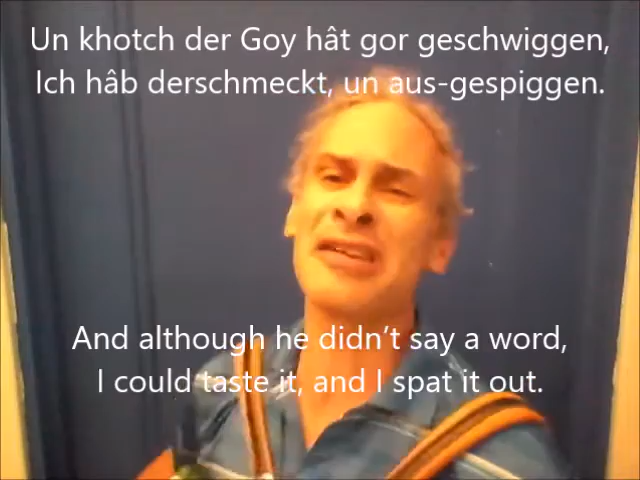 Un khotch der Goy hât gor geschwiggen,
Ich hâb derschmeckt, un aus-gespiggen.
And although he didn't say a word,
I could taste it, and I spat it out.